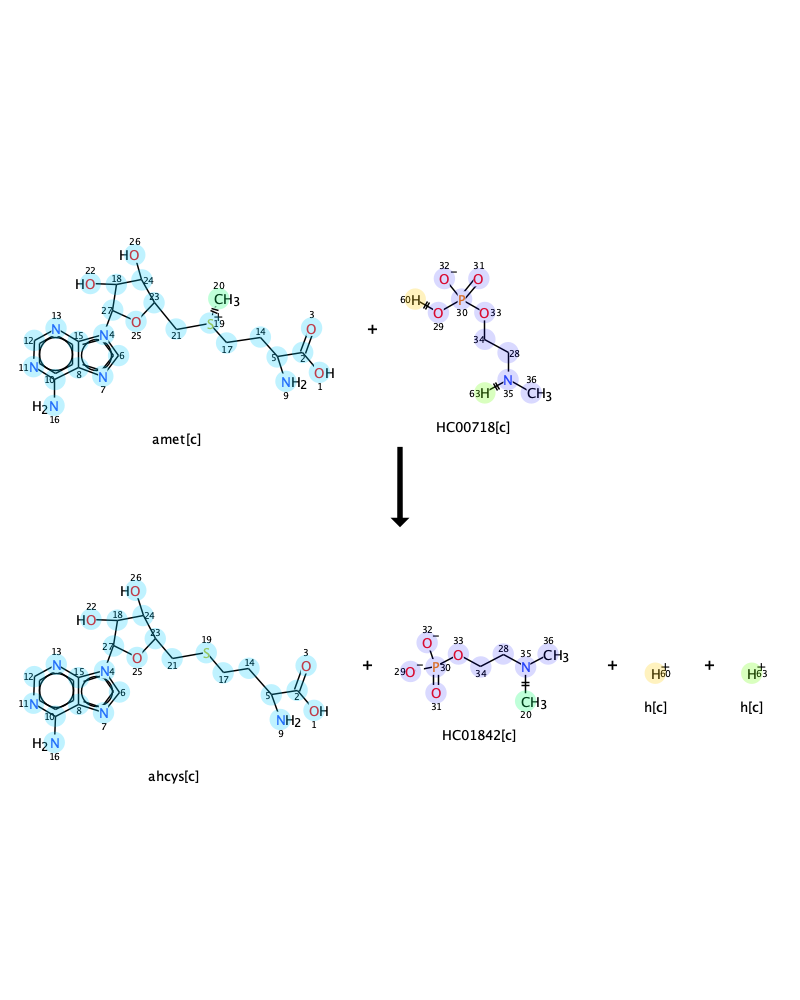 26
HO
22
HO
18
24
23
27
25
O
13
N
12
15
N
4
6
11
N
10
8
N
7
H2N
16
20
CH3
S
+
19
21
17
14
5
2
3
O
OH
1
NH2
9
amet[c]
+
32
O
−
31
O
60
H
O
29
P
30
O
33
34
28
63
H
N
35
36
CH3
HC00718[c]
26
HO
22
HO
18
24
23
27
25
O
13
N
12
15
N
4
6
11
N
10
8
N
7
H2N
16
19
S
21
17
14
5
2
3
O
OH
1
NH2
9
ahcys[c]
+
32
O
−
29
O
−
P
30
O
31
33
O
34
28
35
N
36
CH3
CH3
20
HC01842[c]
+
H
+
60
h[c]
+
H
+
63
h[c]